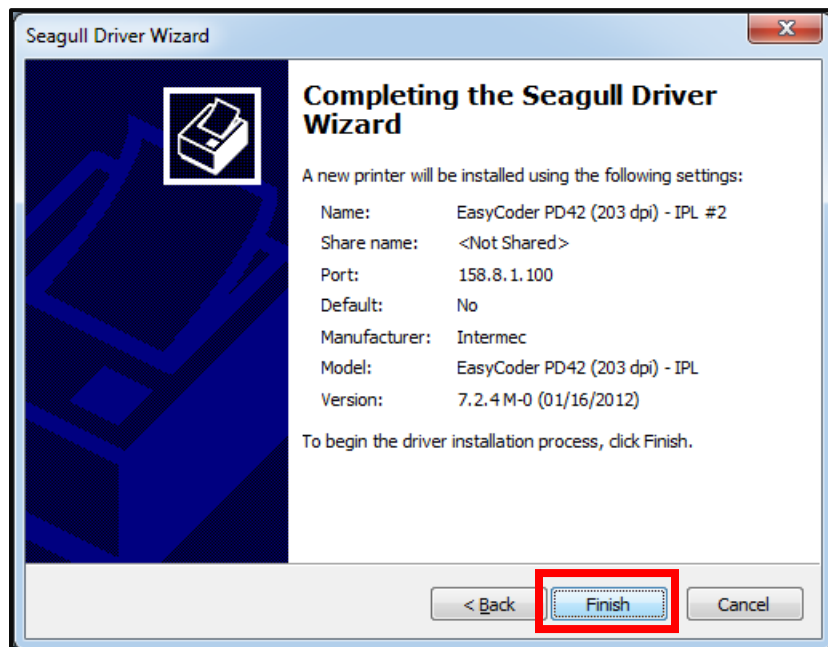 Seagull Driver Wizard
Completing the Seagull Driver
Wizard
A new printer will be installed using the following settings:
Name: EasyCoder PD42 (203 dpi) - IPL #2
Share name: <Not Shared>
Port: 158.8.1.100
Default: No
Manufacturer: Intermec
Model: EasyCoder PD42 (203 dpi) - IPL
Version: 7.2.4 M-0 (01/16/2012)
To begin the driver installation process, click Finish.
< Back Finish Cancel